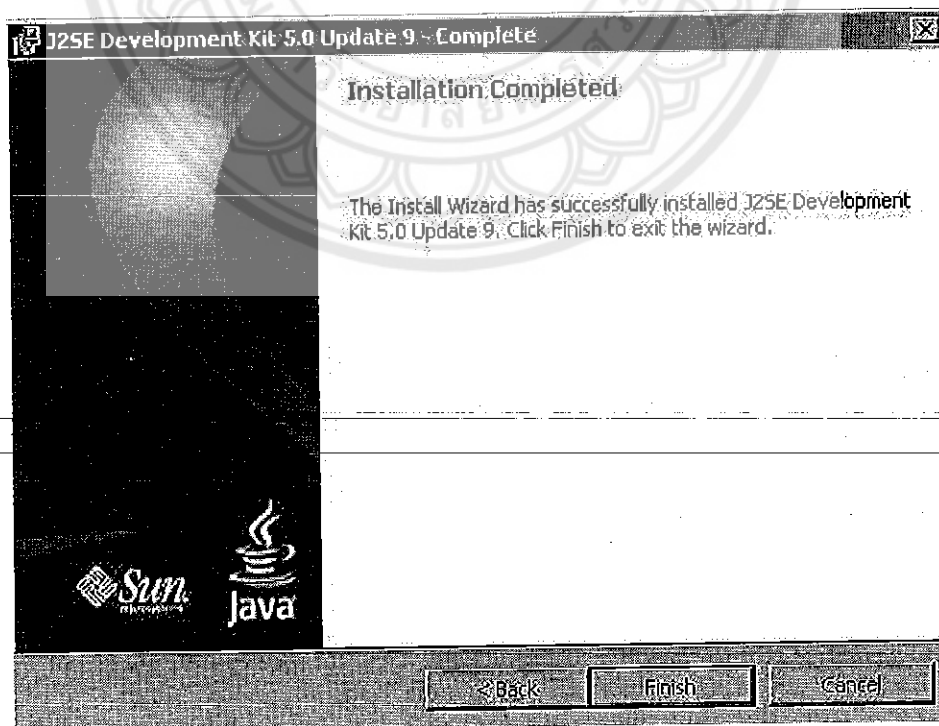 J2SE Development Kit 5.0 Update 9 - Complete
Installation Completed
The Install Wizard has successfully installed J2SE Development
Kit 5.0 Update 9. Click Finish to exit the wizard.
Sun
Java
< Back
Finish
Cancel